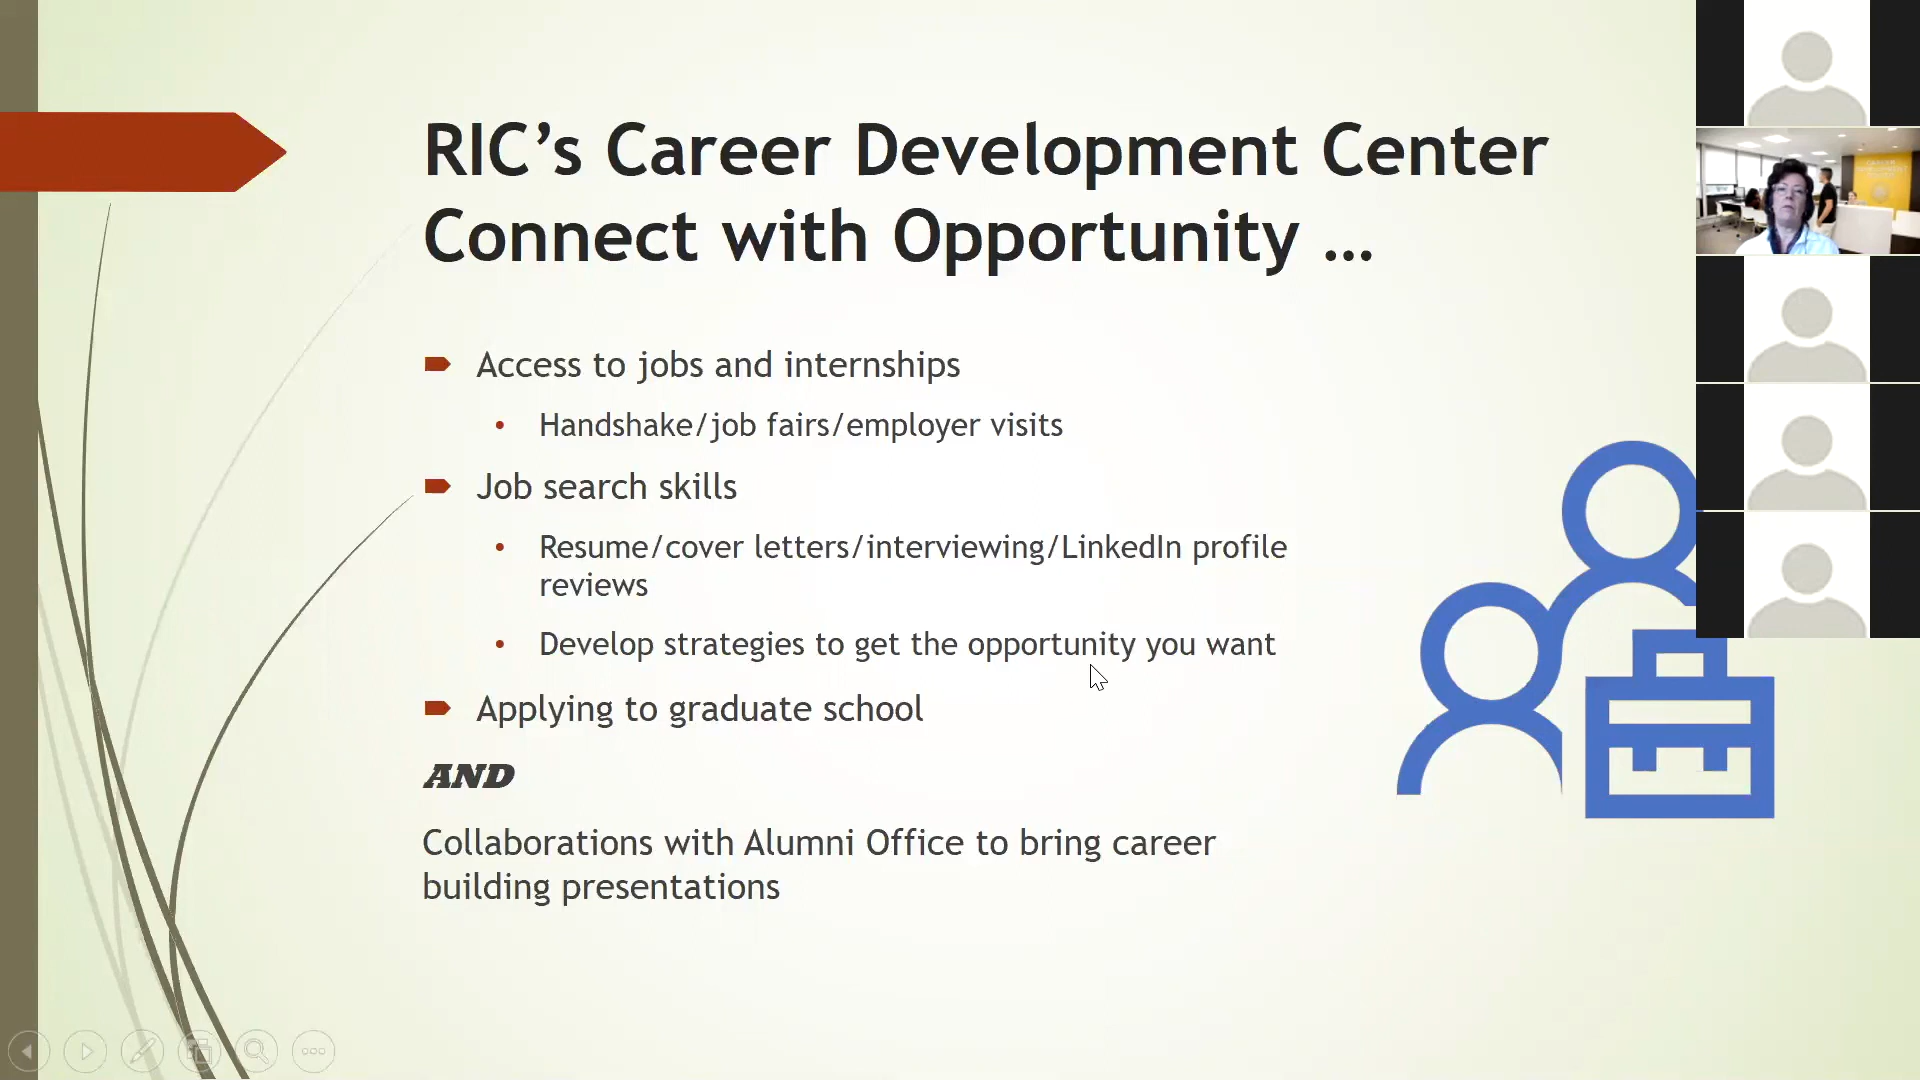 RIC’s Career Development Center
Connect with Opportunity …
Access to jobs and internships
Handshake/job fairs/employer visits
Job search skills
Resume/cover letters/interviewing/LinkedIn profile
reviews
Develop strategies to get the opportunity you want
Applying to graduate school
AND
Collaborations with Alumni Office to bring career
building presentations